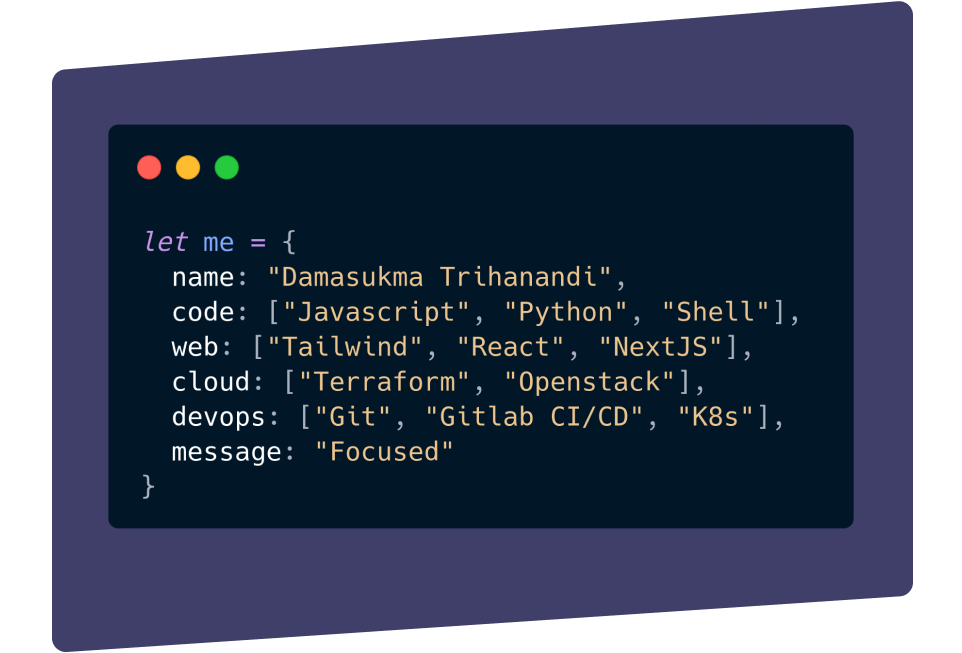 let me = {
  name: "Damasukma Trihanandi",
  code: ["Javascript", "Python", "Shell"],
  web: ["Tailwind", "React", "NextJS"],
  cloud: ["Terraform", "Openstack"],
  devops: ["Git", "Gitlab CI/CD", "K8s"],
  message: "Focused"
}